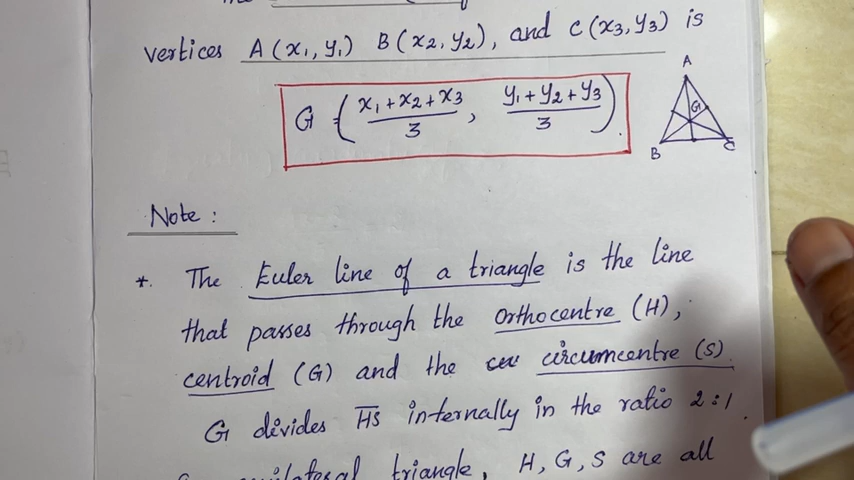 vertices A(x₁, y₁) B(x₂, y₂), and C(x₃, y₃) is
G = (x₁+x₂+x₃/3, y₁+y₂+y₃/3).
A
G
B C
Note :
*. The Euler line of a triangle is the line
that passes through the Orthocentre (H),
centroid (G) and the circumcentre (S).
G divides H̅S̅ internally in the ratio 2:1.
triangle, H, G, S are all